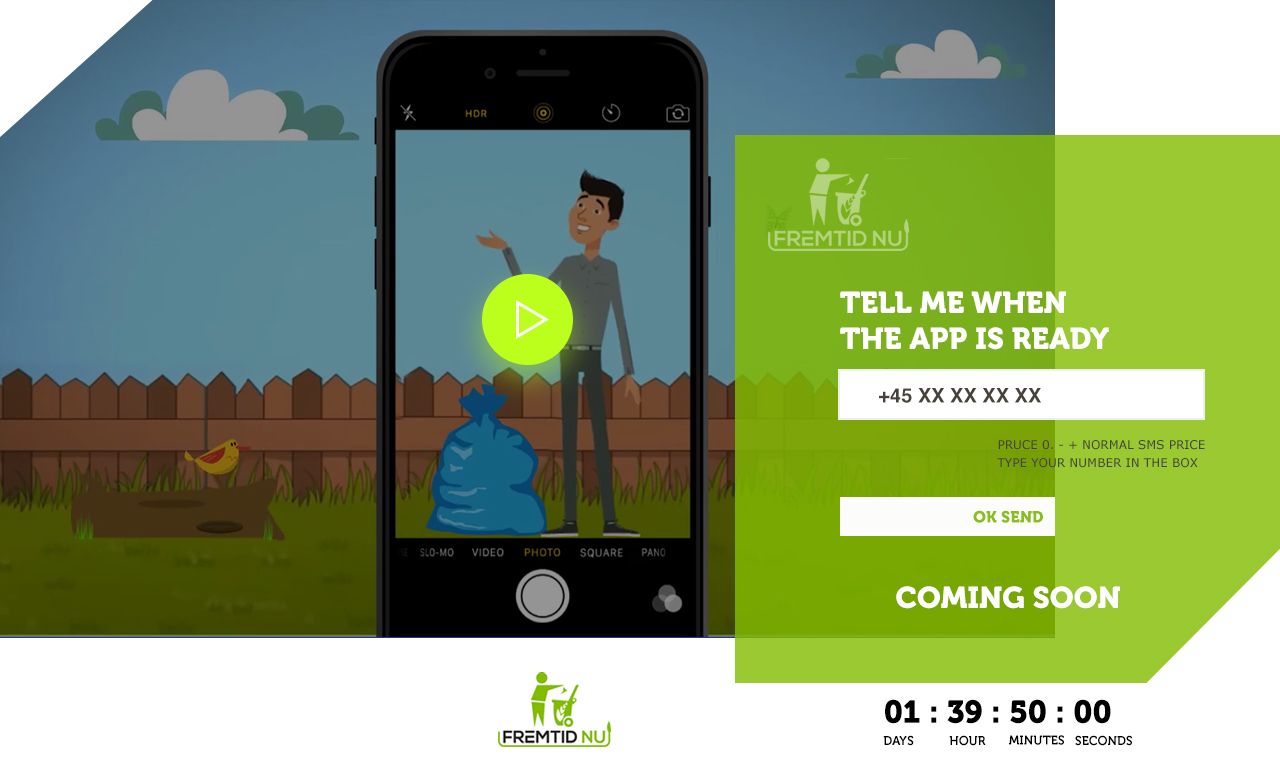 HDR
FREMTID NU
TELL ME WHEN
THE APP IS READY
+45 XX XX XX XX
PRUCE 0. - + NORMAL SMS PRICE
TYPE YOUR NUMBER IN THE BOX
OK SEND
SLO-MO VIDEO PHOTO SQUARE PANO
COMING SOON
FREMTID NU
01 : 39 : 50 : 00
DAYS HOUR MINUTES SECONDS